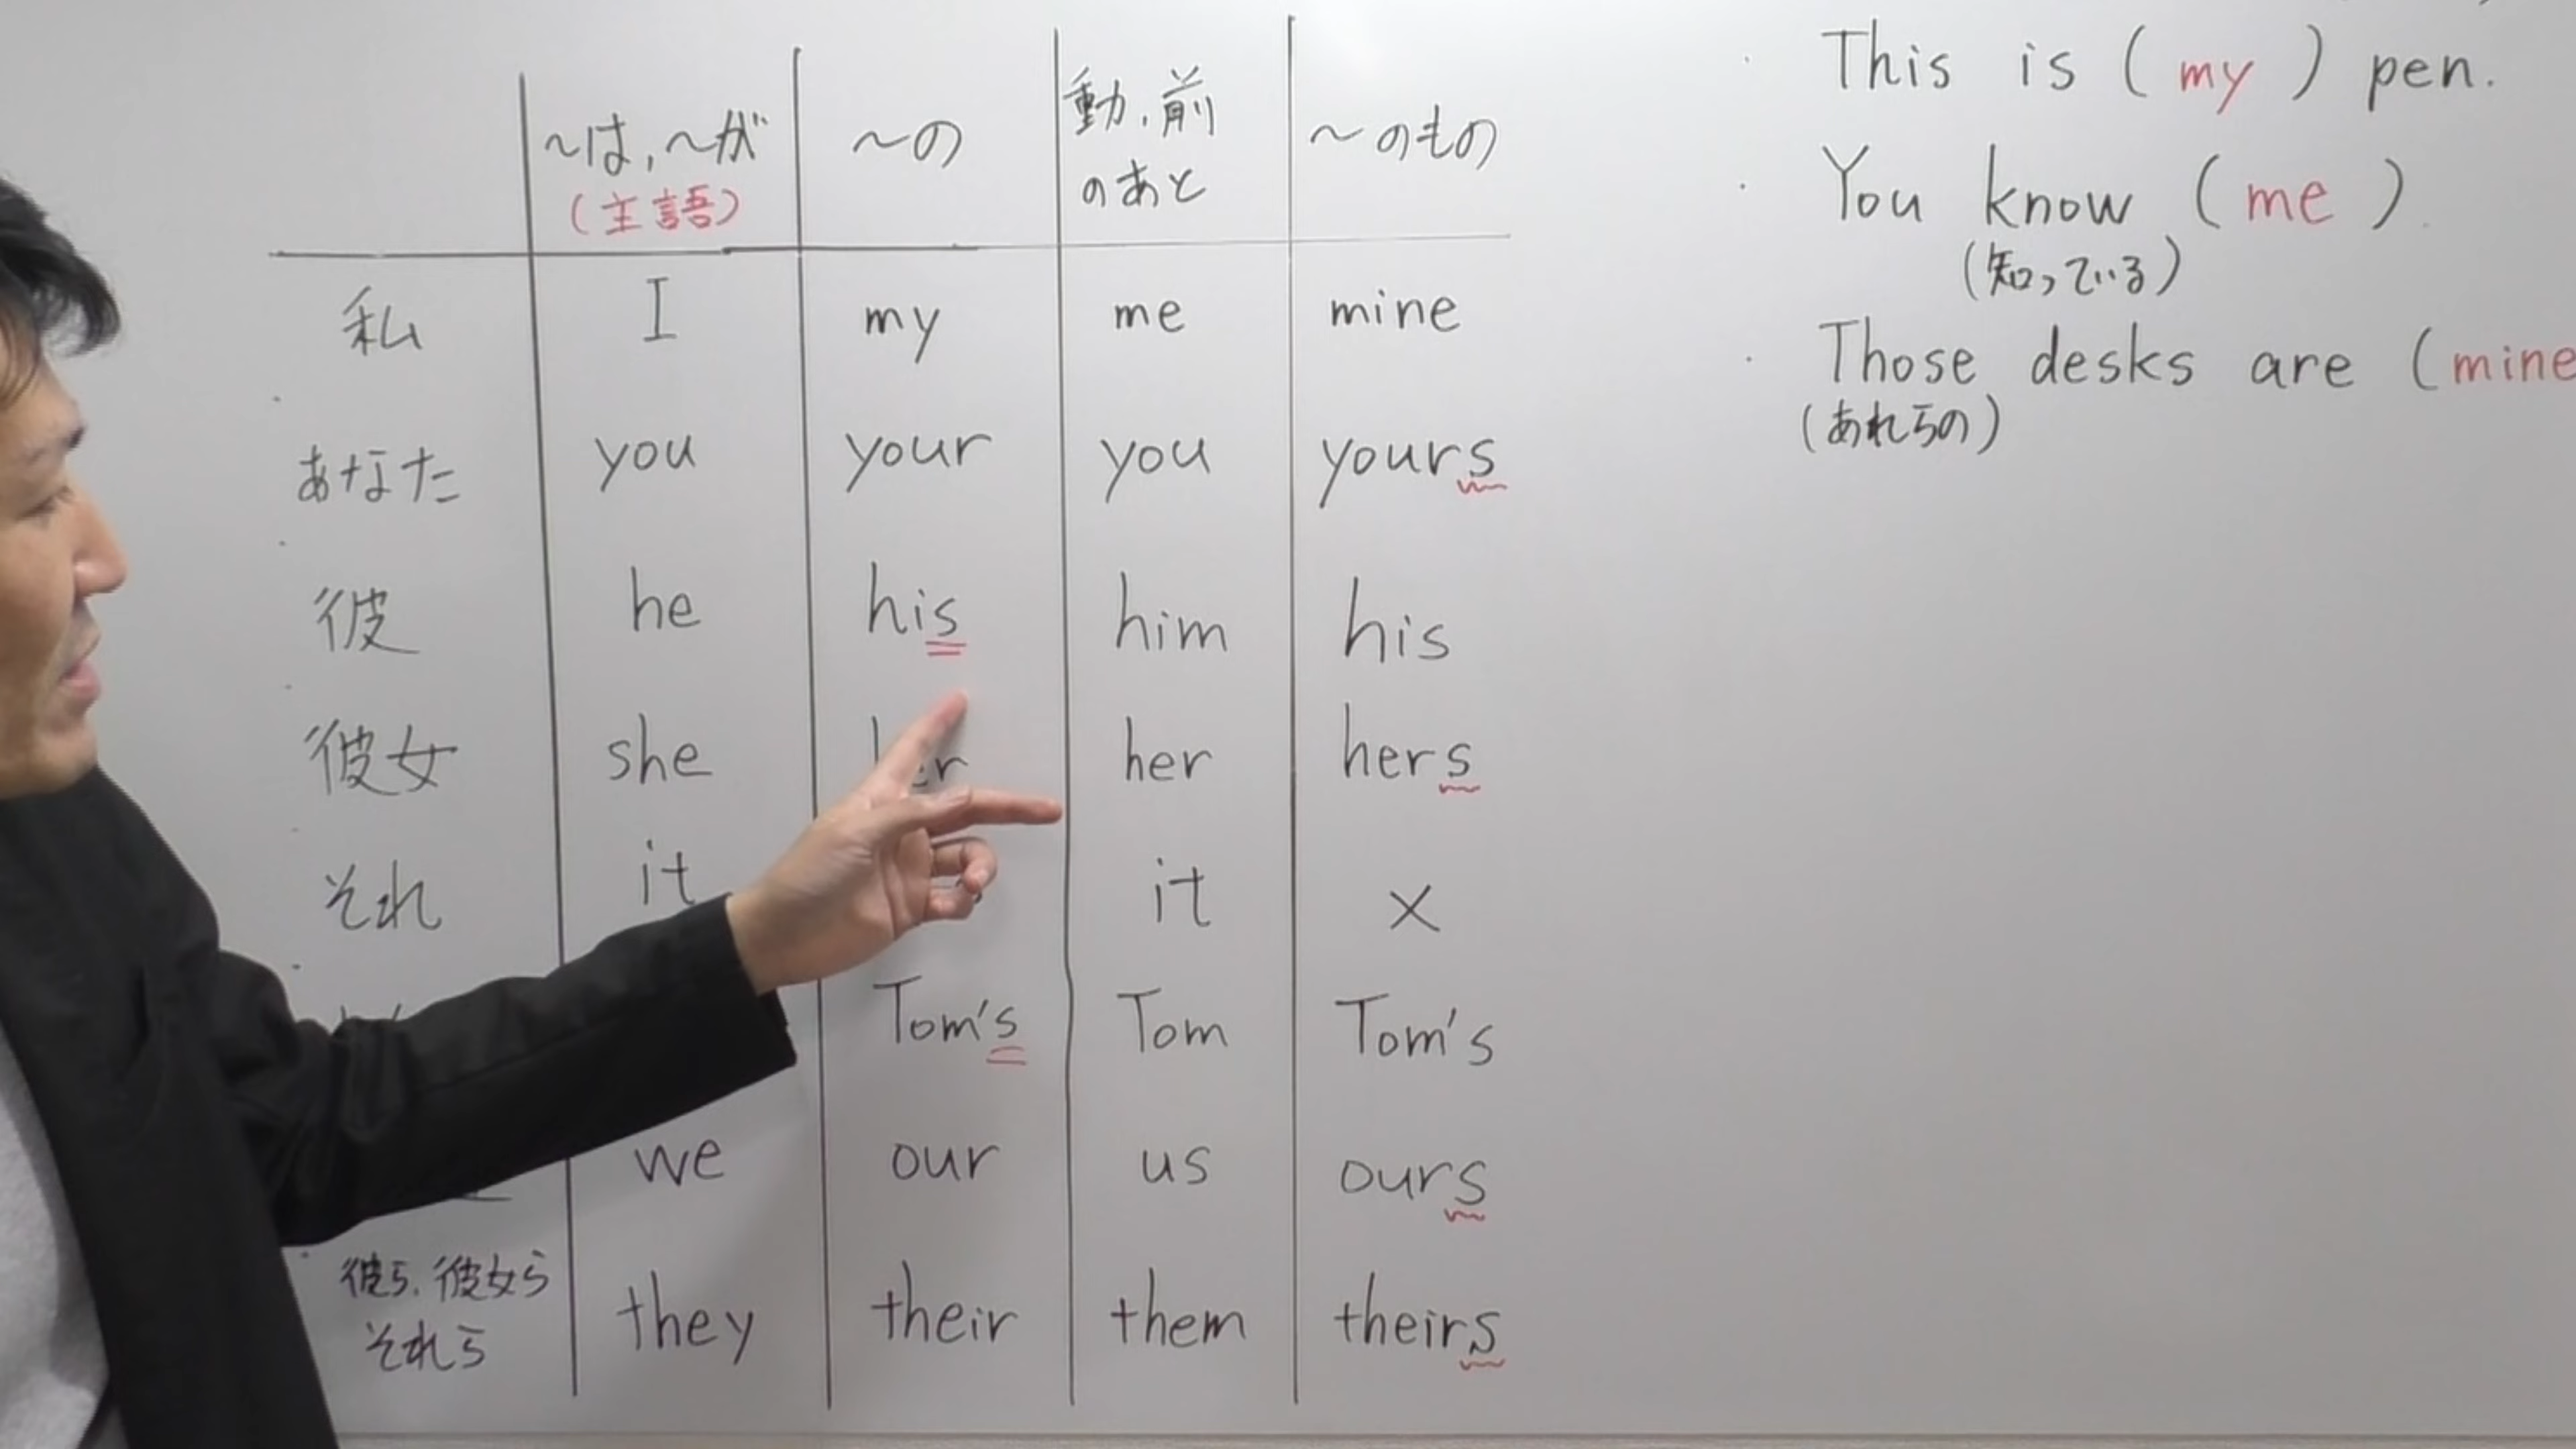 ～は,～が ～の 動,前 ～のもの
(主語) のあと
私 I my me mine
あなた you your you yours
彼 he his him his
彼女 she her her hers
それ it it ×
Tom's Tom Tom's
we our us ours
彼ら,彼女ら
それら they their them theirs
・ This is ( my ) pen.
・ You know ( me ).
(知っている)
・ Those desks are (mine
(あれらの)